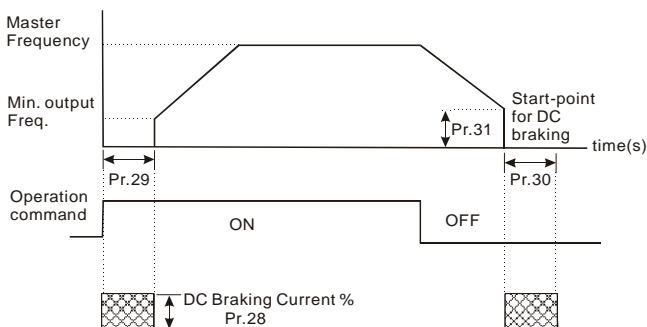 Master
Frequency
Min. output
Freq.
Pr.31
Start-point
for DC
braking
time(s)
Pr.29
Pr.30
Operation
command
ON
OFF
DC Braking Current %
Pr.28